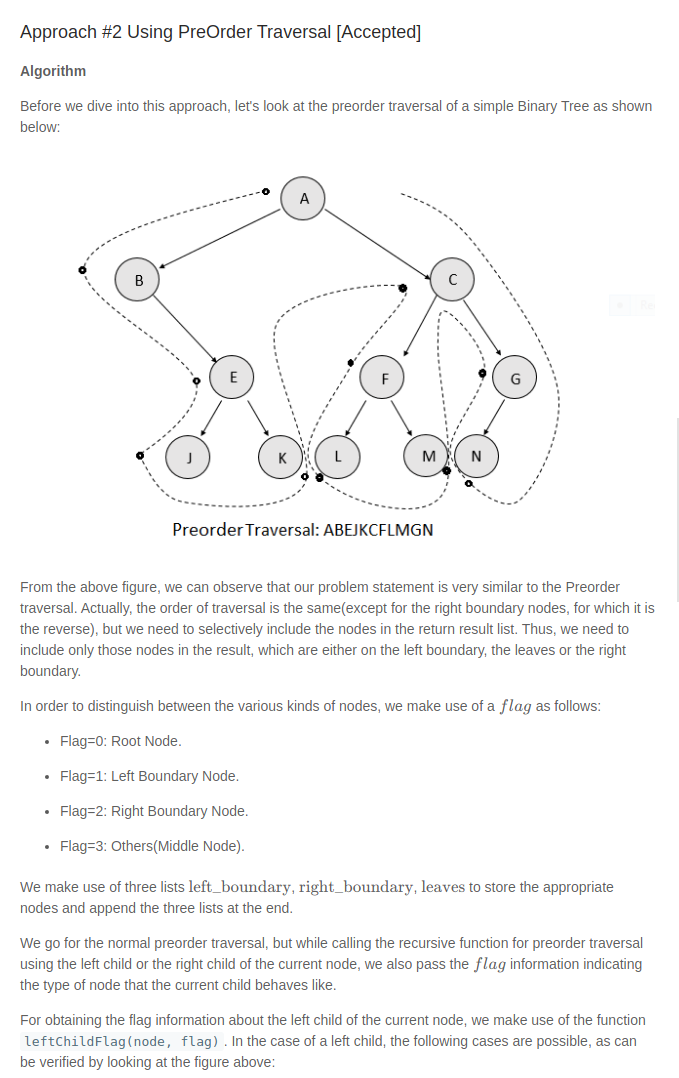 Approach #2 Using PreOrder Traversal [Accepted]
Algorithm
Before we dive into this approach, let's look at the preorder traversal of a simple Binary Tree as shown
below:
A
B
C
E
F
G
J
K
L
M
N
Preorder Traversal: ABEJKCFLMGN
From the above figure, we can observe that our problem statement is very similar to the Preorder
traversal. Actually, the order of traversal is the same(except for the right boundary nodes, for which it is
the reverse), but we need to selectively include the nodes in the return result list. Thus, we need to
include only those nodes in the result, which are either on the left boundary, the leaves or the right
boundary.
In order to distinguish between the various kinds of nodes, we make use of a flag as follows:
• Flag=0: Root Node.
• Flag=1: Left Boundary Node.
• Flag=2: Right Boundary Node.
• Flag=3: Others(Middle Node).
We make use of three lists left_boundary, right_boundary, leaves to store the appropriate
nodes and append the three lists at the end.
We go for the normal preorder traversal, but while calling the recursive function for preorder traversal
using the left child or the right child of the current node, we also pass the flag information indicating
the type of node that the current child behaves like.
For obtaining the flag information about the left child of the current node, we make use of the function
leftChildFlag(node, flag) . In the case of a left child, the following cases are possible, as can
be verified by looking at the figure above: